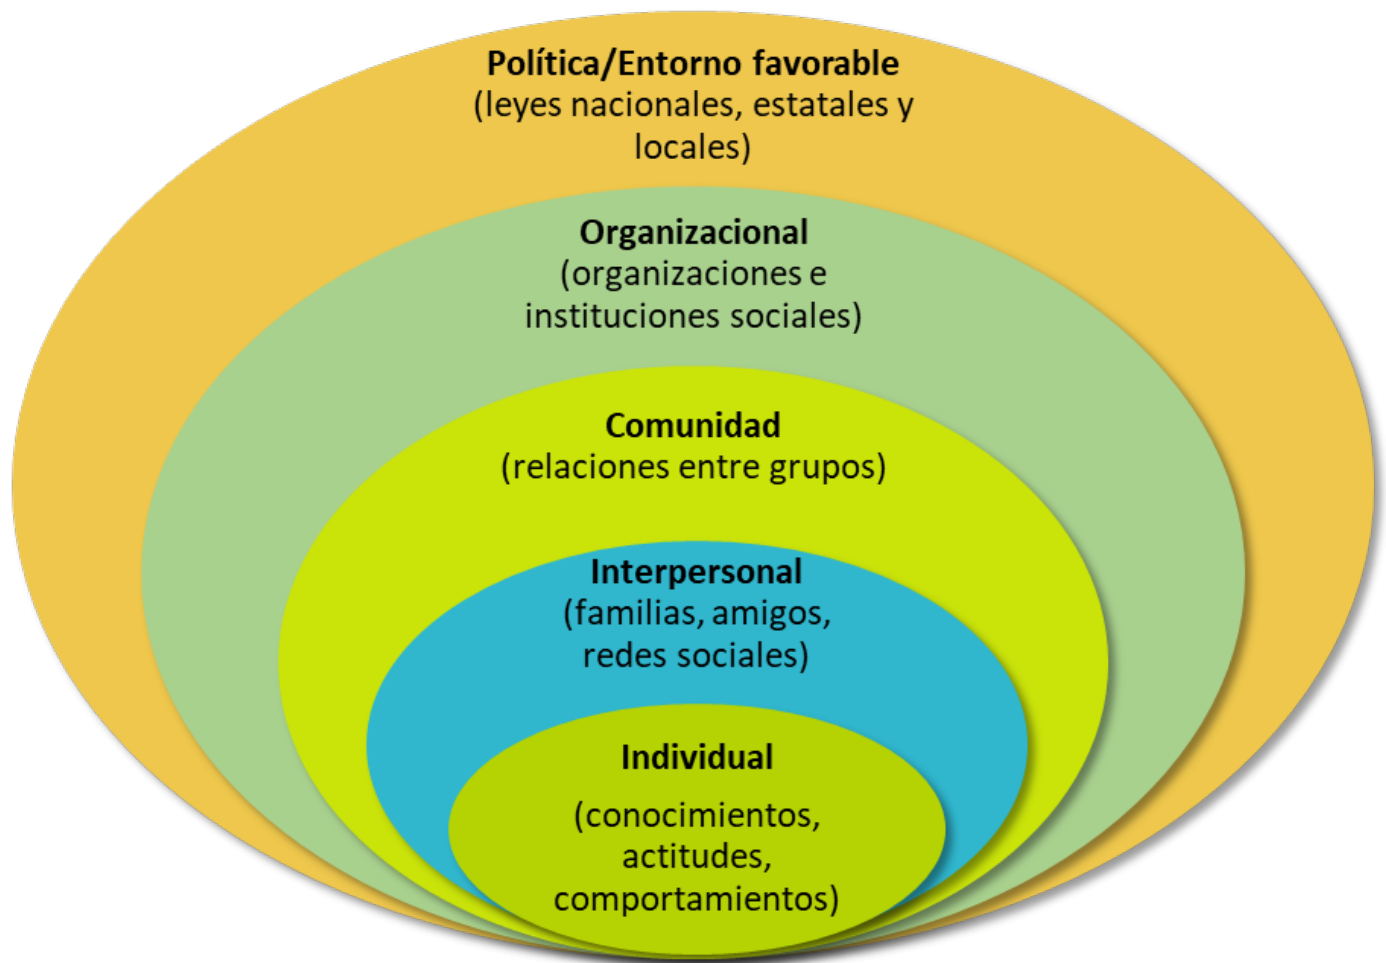 Política/Entorno favorable
(leyes nacionales, estatales y
locales)
Organizacional
(organizaciones e
instituciones sociales)
Comunidad
(relaciones entre grupos)
Interpersonal
(familias, amigos,
redes sociales)
Individual
(conocimientos,
actitudes,
comportamientos)